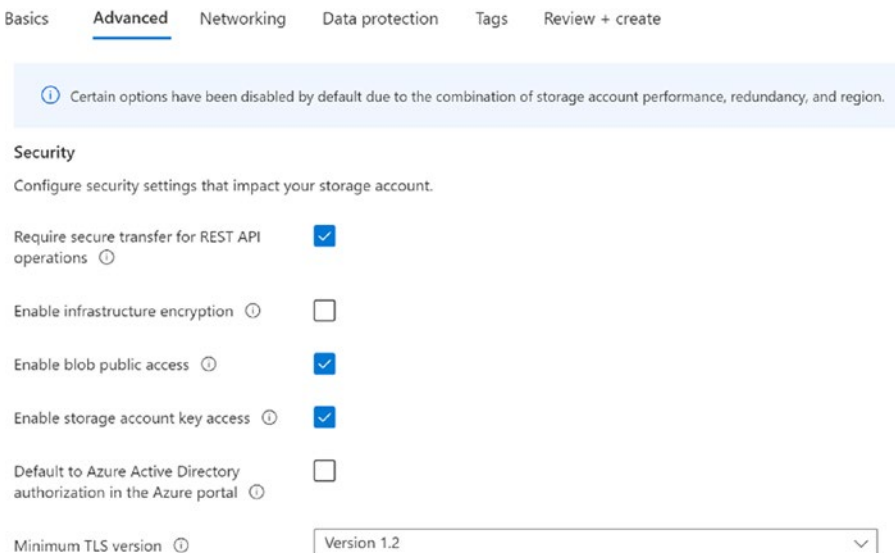 Basics Advanced Networking Data protection Tags Review + create
Certain options have been disabled by default due to the combination of storage account performance, redundancy, and region.
Security
Configure security settings that impact your storage account.
Require secure transfer for REST API
operations
Enable infrastructure encryption
Enable blob public access
Enable storage account key access
Default to Azure Active Directory
authorization in the Azure portal
Minimum TLS version Version 1.2